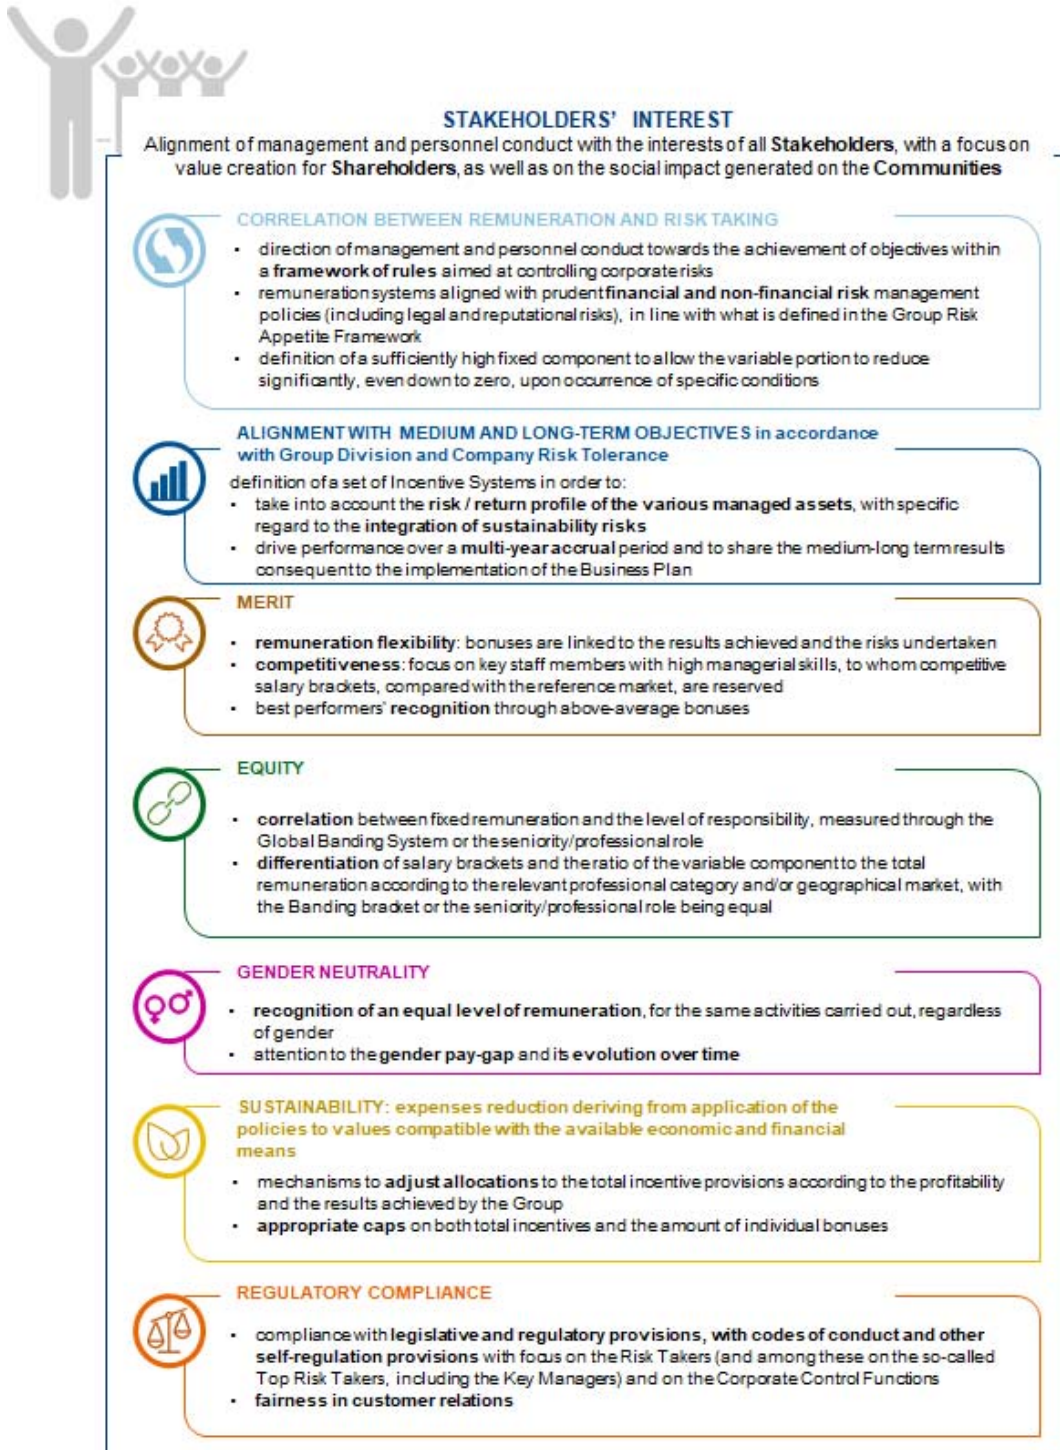 STAKEHOLDERS' INTEREST
Alignment of management and personnel conduct with the interests of all Stakeholders, with a focus on
value creation for Shareholders, as well as on the social impact generated on the Communities
CORRELATION BETWEEN REMUNERATION AND RISK TAKING
▪ direction of management and personnel conduct towards the achievement of objectives within
a framework of rules aimed at controlling corporate risks
▪ remuneration systems aligned with prudent financial and non-financial risk management
policies (including legal and reputational risks), in line with what is defined in the Group Risk
Appetite Framework
▪ definition of a sufficiently high fixed component to allow the variable portion to reduce
significantly, even down to zero, upon occurrence of specific conditions
ALIGNMENT WITH MEDIUM AND LONG-TERM OBJECTIVES in accordance
with Group Division and Company Risk Tolerance
definition of a set of Incentive Systems in order to:
▪ take into account the risk / return profile of the various managed assets, with specific
regard to the integration of sustainability risks
▪ drive performance over a multi-year accrual period and to share the medium-long term results
consequent to the implementation of the Business Plan
MERIT
▪ remuneration flexibility: bonuses are linked to the results achieved and the risks undertaken
▪ competitiveness: focus on key staff members with high managerial skills, to whom competitive
salary brackets, compared with the reference market, are reserved
▪ best performers' recognition through above-average bonuses
EQUITY
▪ correlation between fixed remuneration and the level of responsibility, measured through the
Global Banding System or the seniority/professional role
▪ differentiation of salary brackets and the ratio of the variable component to the total
remuneration according to the relevant professional category and/or geographical market, with
the Banding bracket or the seniority/professional role being equal
GENDER NEUTRALITY
▪ recognition of an equal level of remuneration, for the same activities carried out, regardless
of gender
▪ attention to the gender pay-gap and its evolution over time
SUSTAINABILITY: expenses reduction deriving from application of the
policies to values compatible with the available economic and financial
means
▪ mechanisms to adjust allocations to the total incentive provisions according to the profitability
and the results achieved by the Group
▪ appropriate caps on both total incentives and the amount of individual bonuses
REGULATORY COMPLIANCE
▪ compliance with legislative and regulatory provisions, with codes of conduct and other
self-regulation provisions with focus on the Risk Takers (and among these on the so-called
Top Risk Takers, including the Key Managers) and on the Corporate Control Functions
▪ fairness in customer relations